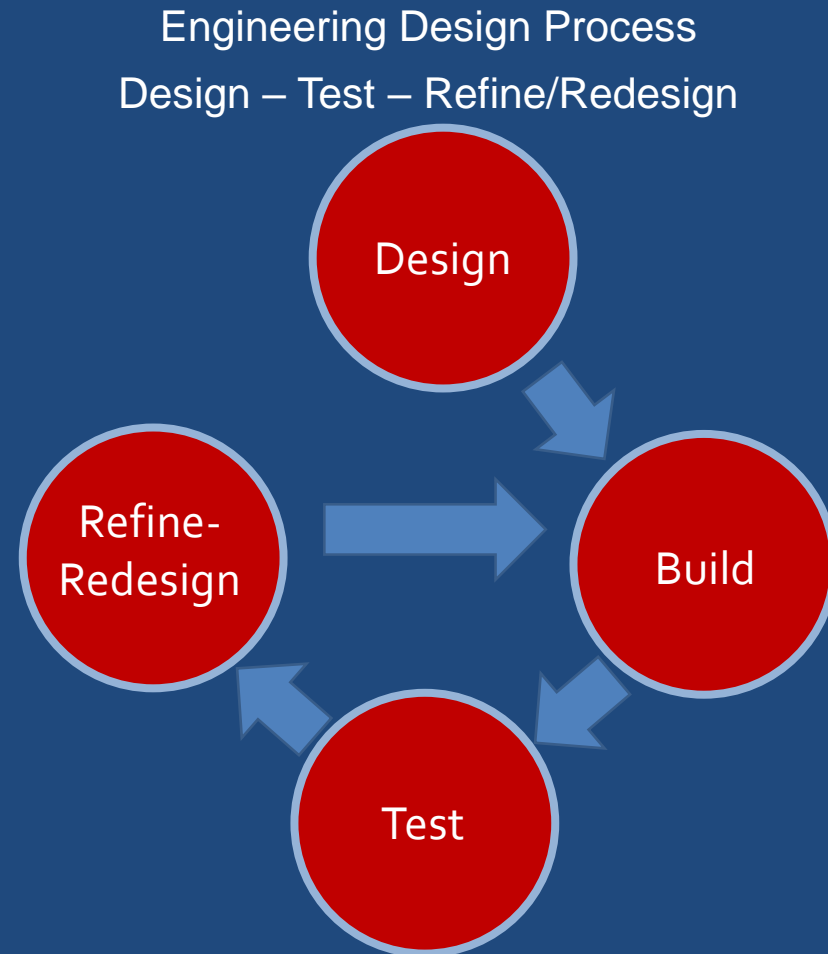 Engineering Design Process
Design – Test – Refine/Redesign
Design
Refine-
Redesign
Build
Test